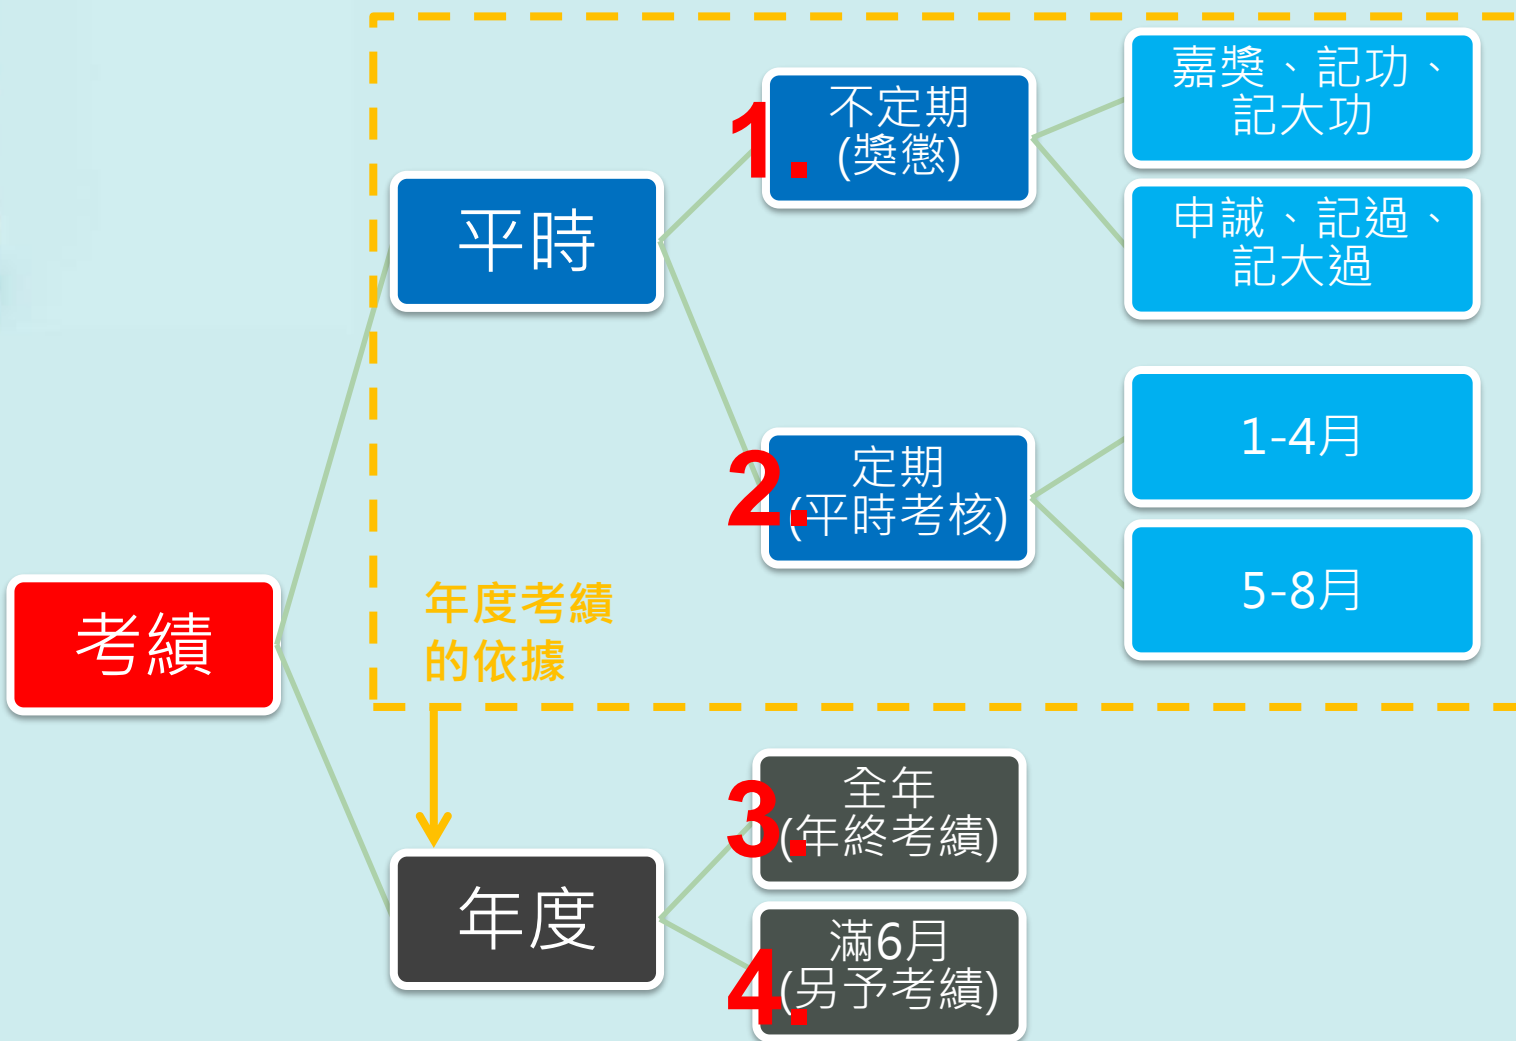 考績
平時
1.
不定期
(獎懲)
嘉獎、記功、
記大功
申誡、記過、
記大過
2.
定期
(平時考核)
1-4月
5-8月
年度考績
的依據
年度
3.
全年
(年終考績)
4.
滿6月
(另予考績)